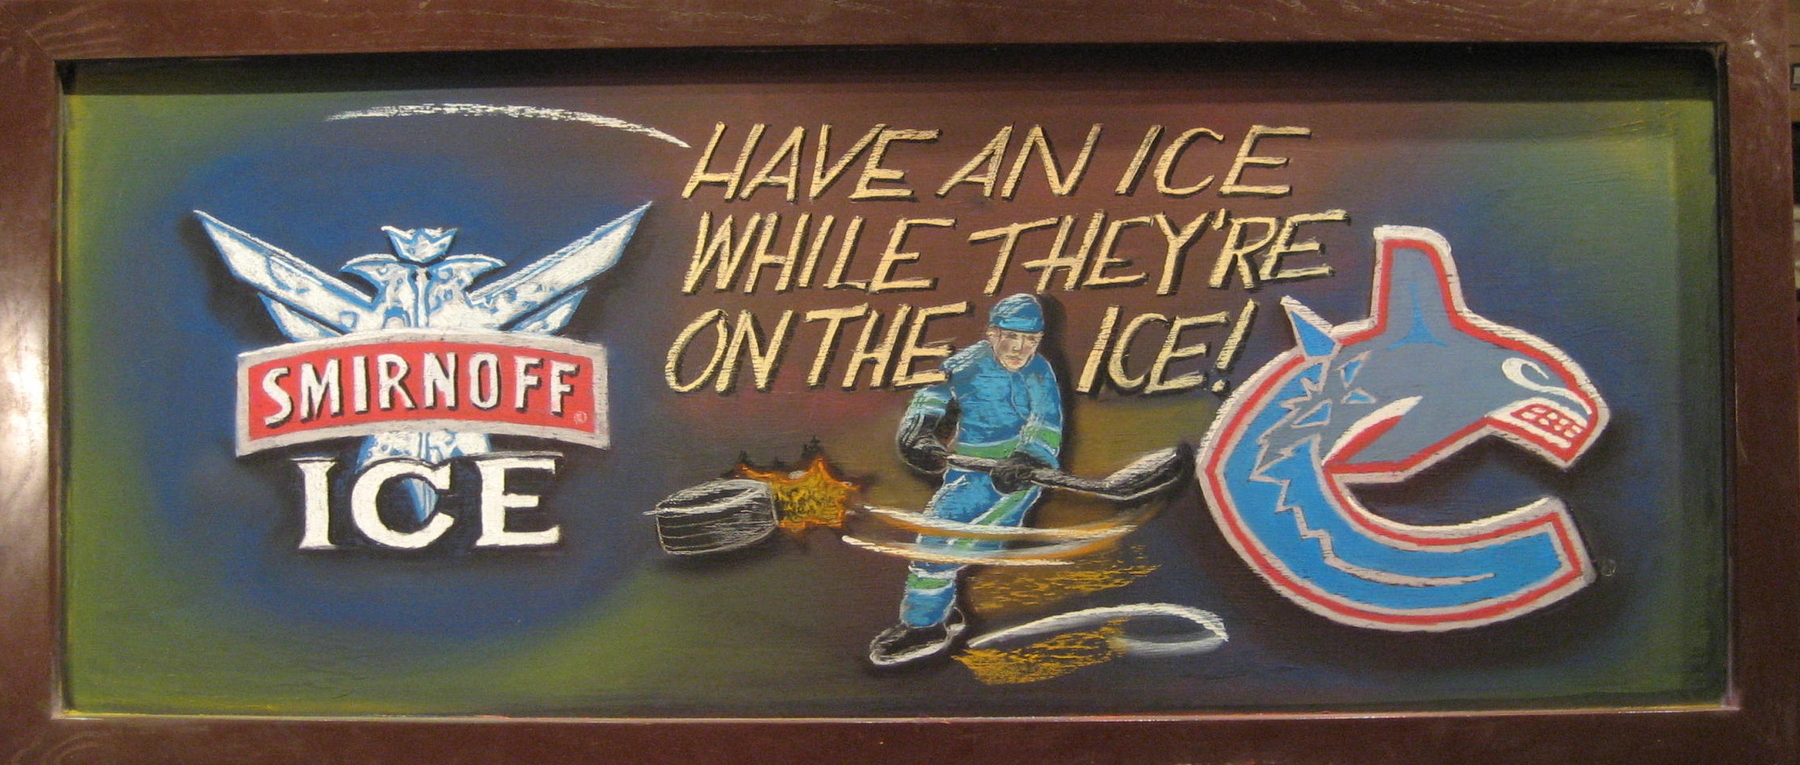 HAVE AN ICE
WHILE THEY'RE
ON THE ICE!
SMIRNOFF
ICE